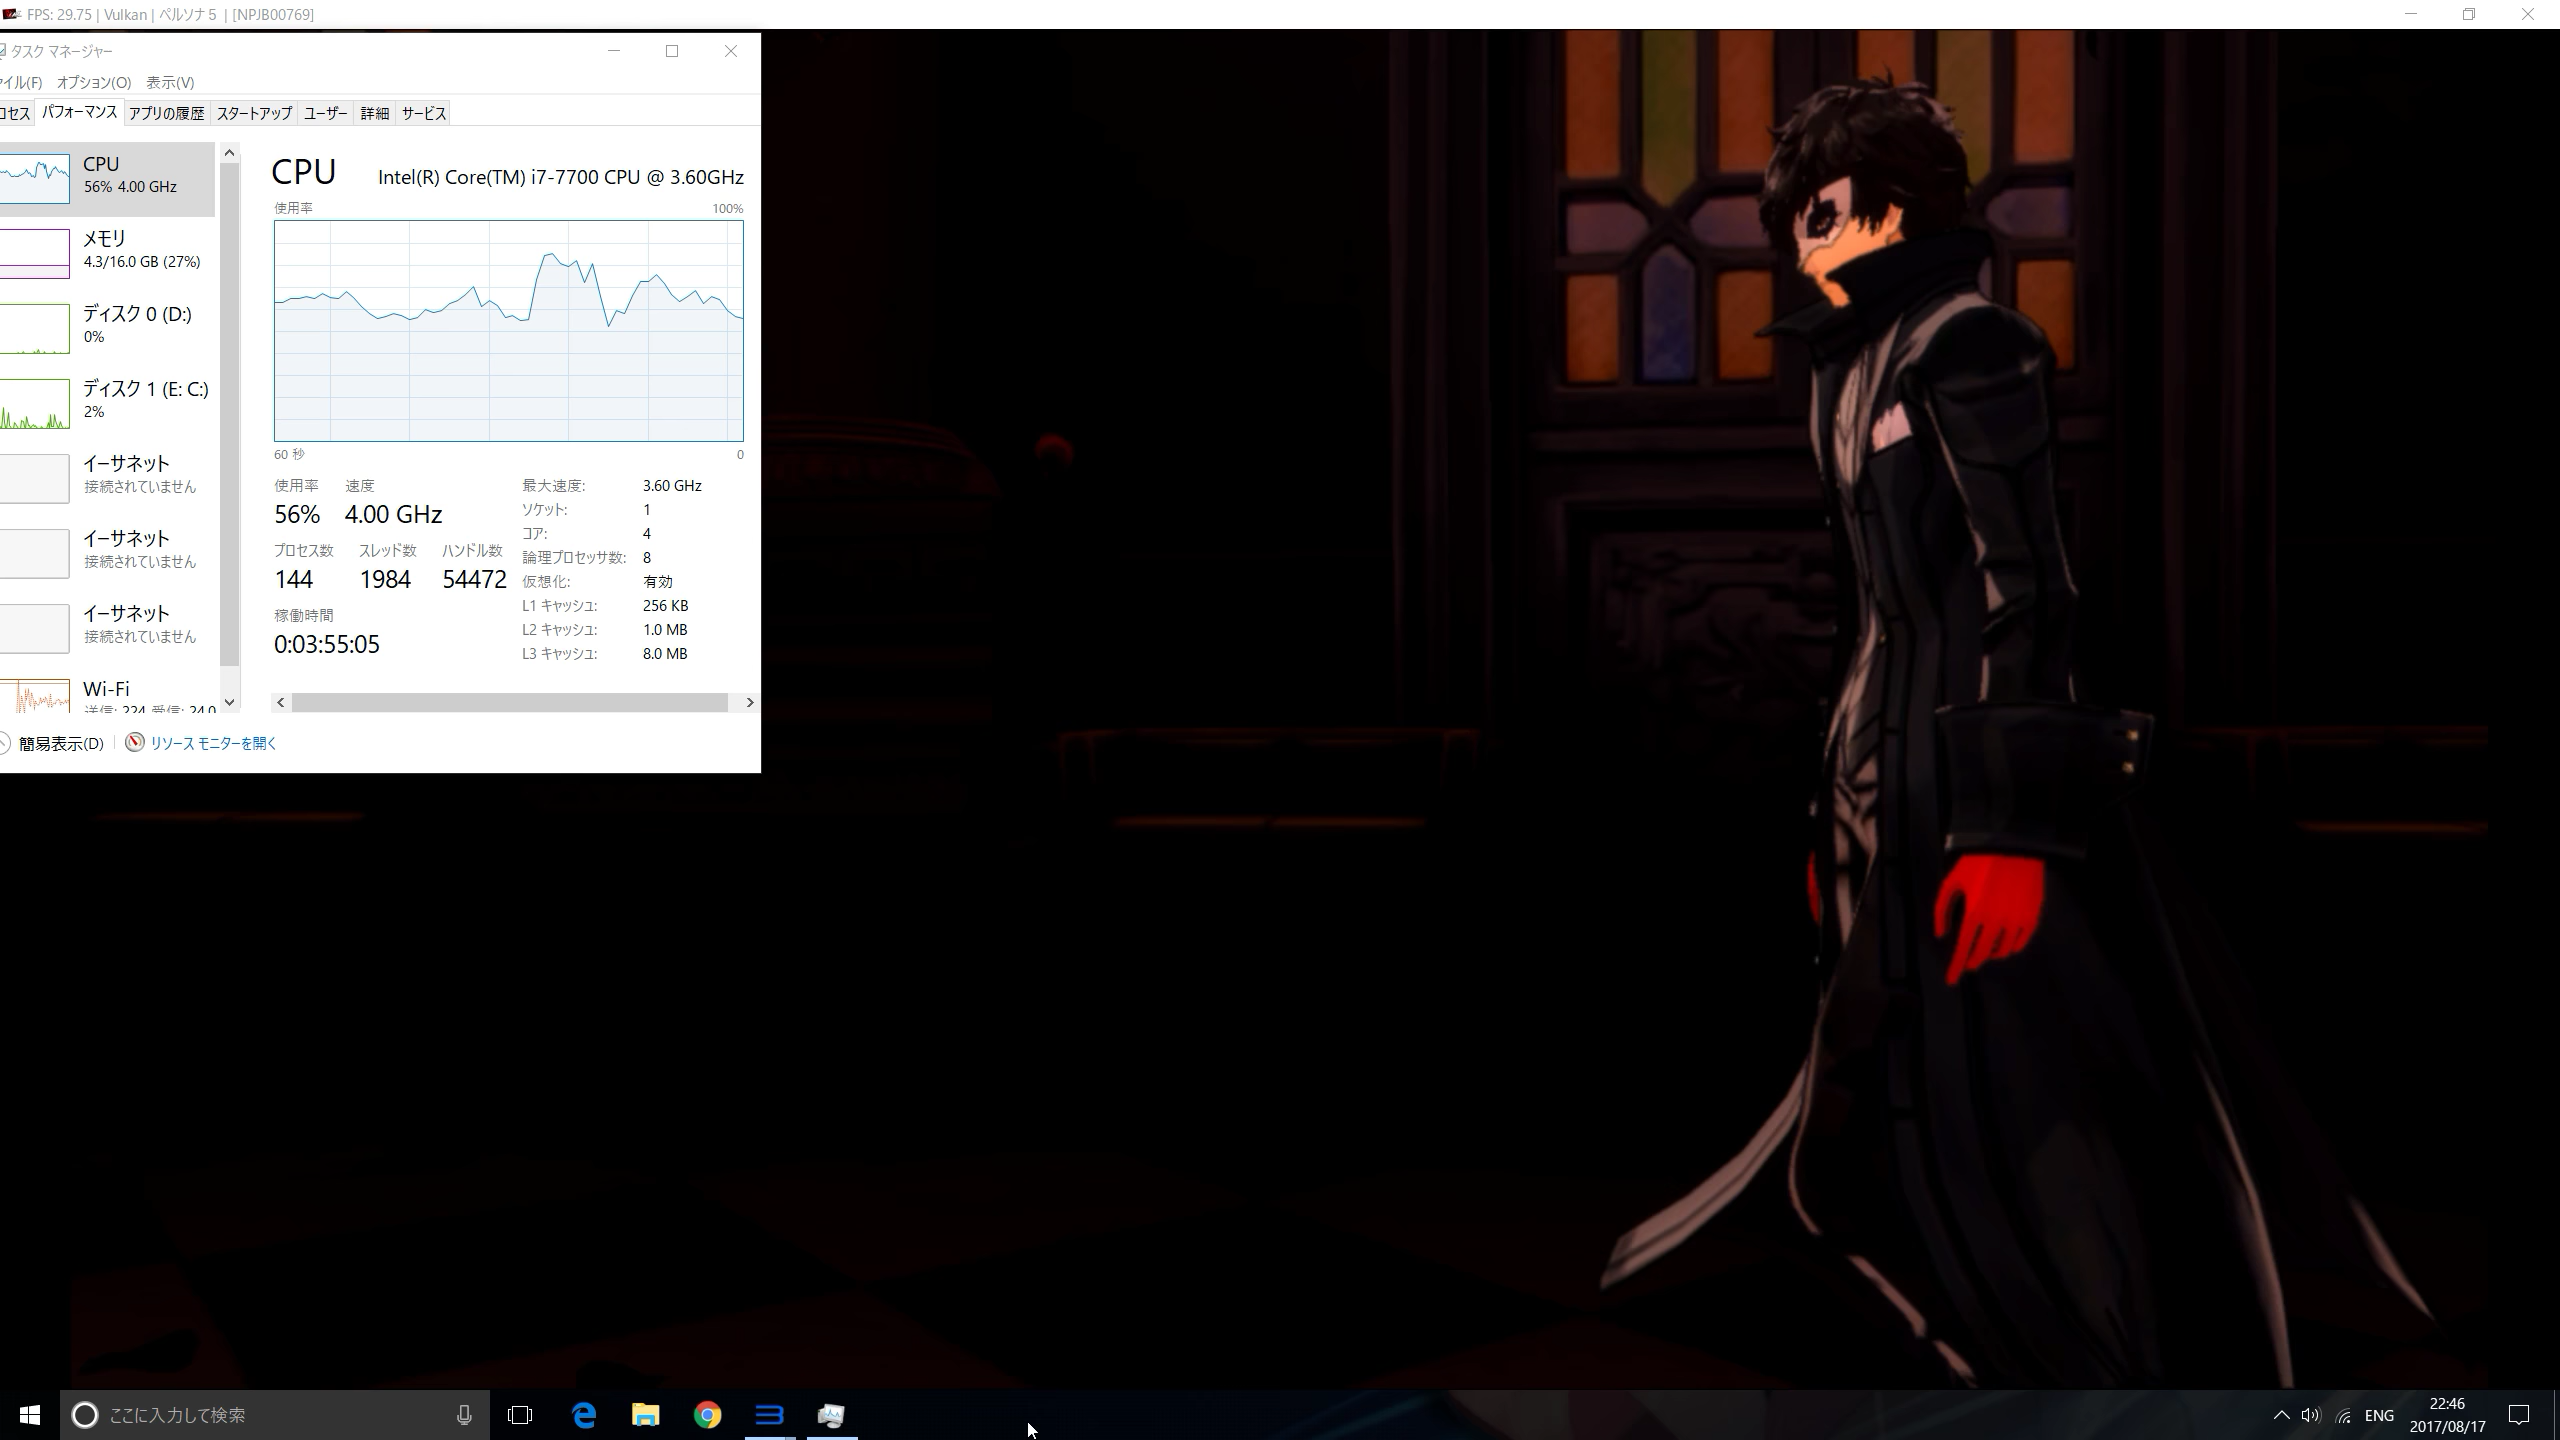 FPS: 29.75 | Vulkan | ペルソナ５ | [NPJB00769]
タスク マネージャー
イル(F) オプション(O) 表示(V)
ロセス パフォーマンス アプリの履歴 スタートアップ ユーザー 詳細 サービス
CPU
56% 4.00 GHz
メモリ
4.3/16.0 GB (27%)
ディスク 0 (D:)
0%
ディスク 1 (E: C:)
2%
イーサネット
接続されていません
イーサネット
接続されていません
イーサネット
接続されていません
Wi-Fi
送信: 224 受信: 24.0
CPU Intel(R) Core(TM) i7-7700 CPU @ 3.60GHz
使用率 100%
60 秒 0
使用率 速度
56% 4.00 GHz
プロセス数 スレッド数 ハンドル数
144 1984 54472
稼働時間
0:03:55:05
最大速度: 3.60 GHz
ソケット: 1
コア: 4
論理プロセッサ数: 8
仮想化: 有効
L1 キャッシュ: 256 KB
L2 キャッシュ: 1.0 MB
L3 キャッシュ: 8.0 MB
簡易表示(D) リソース モニターを開く
ここに入力して検索
ENG
22:46
2017/08/17